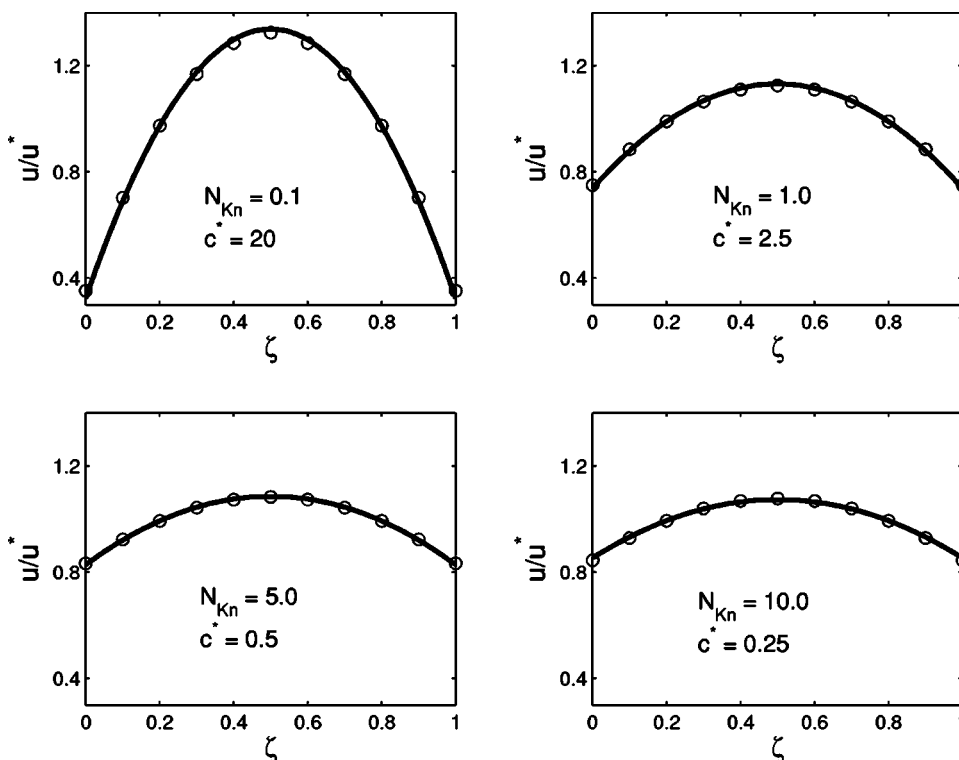 1.2
0.8
0.4
u/u*
N_Kn = 0.1
c* = 20
0 0.2 0.4 0.6 0.8 1
ζ
1.2
0.8
0.4
u/u*
N_Kn = 1.0
c* = 2.5
0 0.2 0.4 0.6 0.8 1
ζ
1.2
0.8
0.4
u/u*
N_Kn = 5.0
c* = 0.5
0 0.2 0.4 0.6 0.8 1
ζ
1.2
0.8
0.4
u/u*
N_Kn = 10.0
c* = 0.25
0 0.2 0.4 0.6 0.8 1
ζ